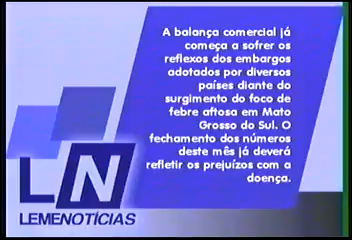 A balança comercial já
começa a sofrer os
reflexos dos embargos
adotados por diversos
países diante do
surgimento do foco de
febre aftosa em Mato
Grosso do Sul. O
fechamento dos números
deste mês já deverá
refletir os prejuízos com a
doença.
LN
LEMENOTÍCIAS